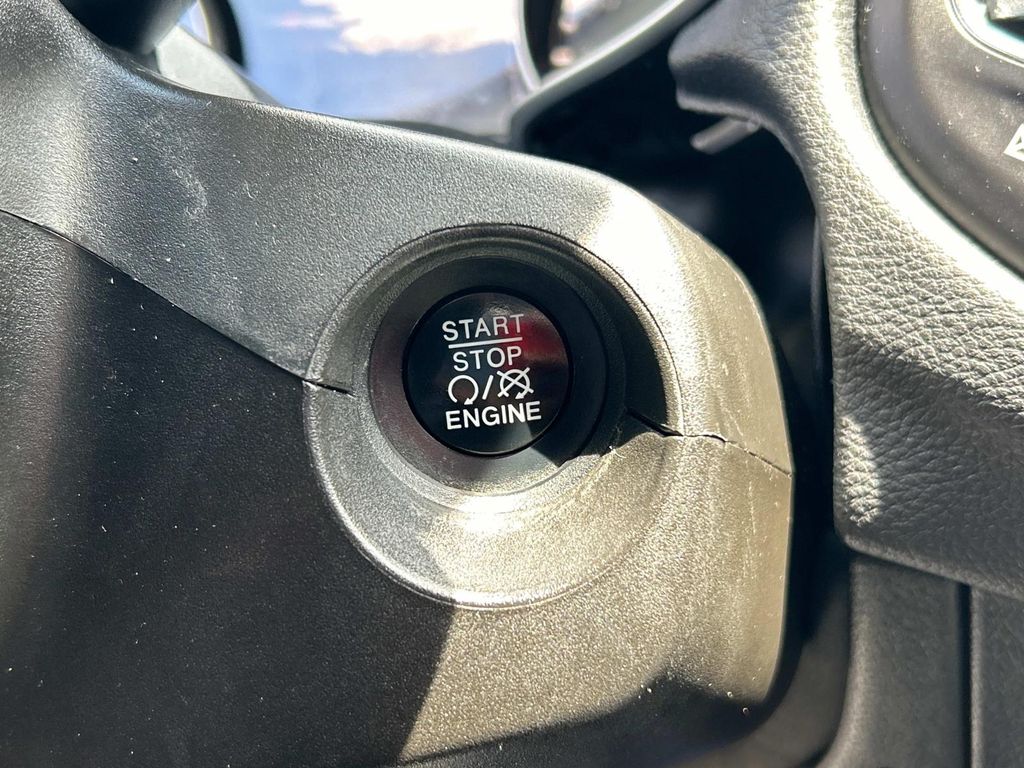 START
STOP
/
ENGINE